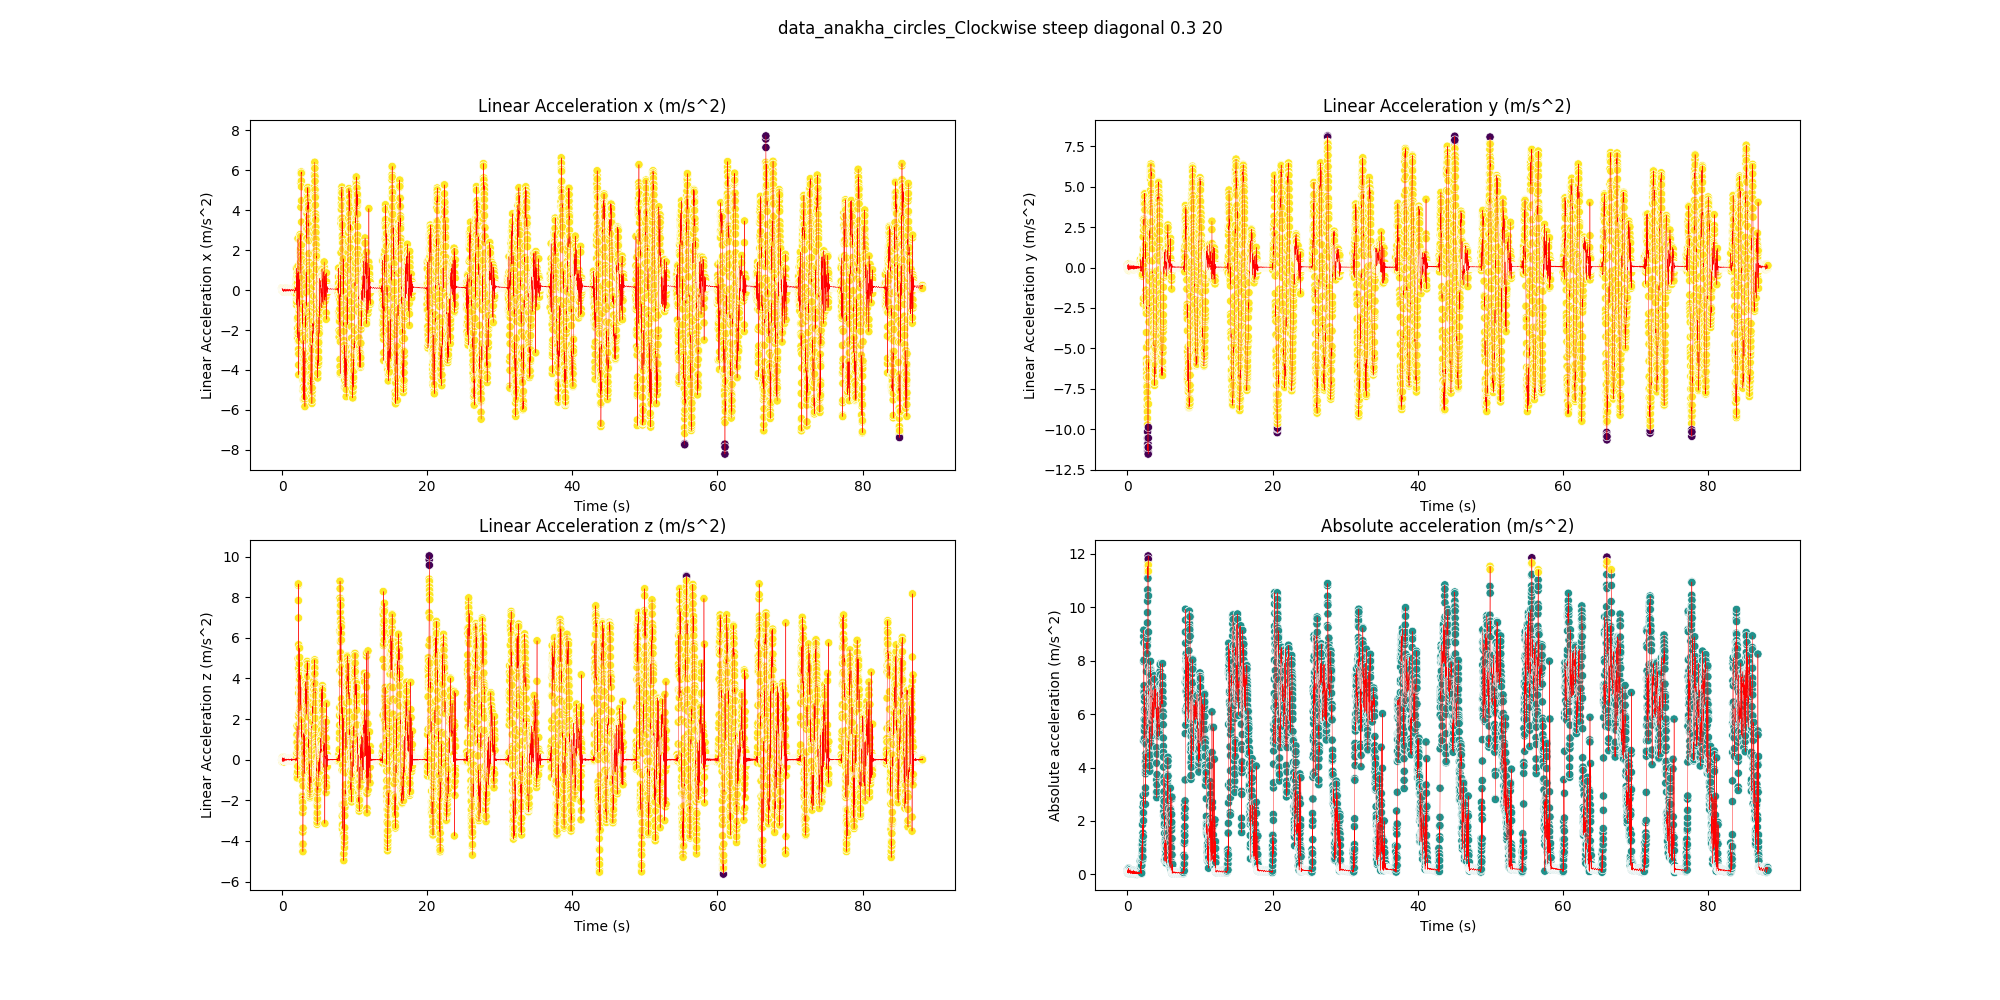 data_anakha_circles_Clockwise steep diagonal 0.3 20
Linear Acceleration x (m/s^2)
Linear Acceleration x (m/s^2)
8
6
4
2
0
−2
−4
−6
−8
0 20 40 60 80
Time (s)
Linear Acceleration y (m/s^2)
Linear Acceleration y (m/s^2)
7.5
5.0
2.5
0.0
−2.5
−5.0
−7.5
−10.0
−12.5
0 20 40 60 80
Time (s)
Linear Acceleration z (m/s^2)
Linear Acceleration z (m/s^2)
10
8
6
4
2
0
−2
−4
−6
0 20 40 60 80
Time (s)
Absolute acceleration (m/s^2)
Absolute acceleration (m/s^2)
12
10
8
6
4
2
0
0 20 40 60 80
Time (s)